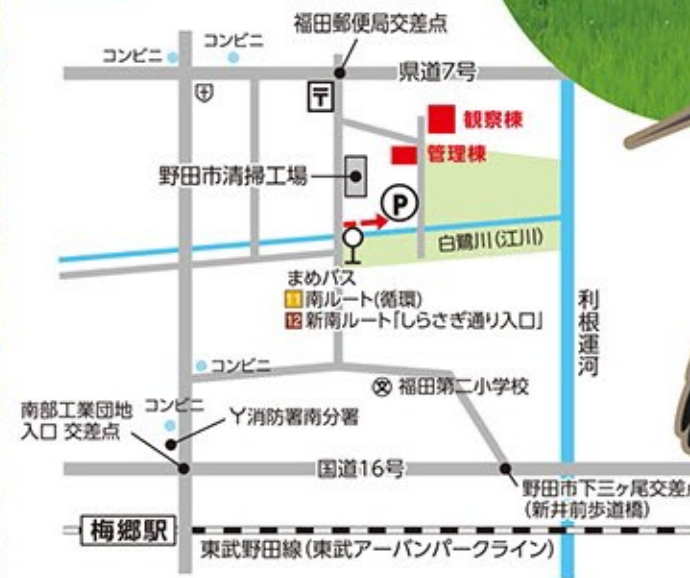 福田郵便局交差点
コンビニ
コンビニ
県道7号
〒
観察棟
管理棟
野田市清掃工場
P
白鷺川(江川)
まめバス
11 南ルート(循環)
12 新南ルート「しらさぎ通り入口」
利根運河
コンビニ
文 福田第二小学校
南部工業団地
入口 交差点
コンビニ
Y消防署南分署
国道16号
野田市下三ヶ尾交差点
(新井前歩道橋)
梅郷駅
東武野田線(東武アーバンパークライン)